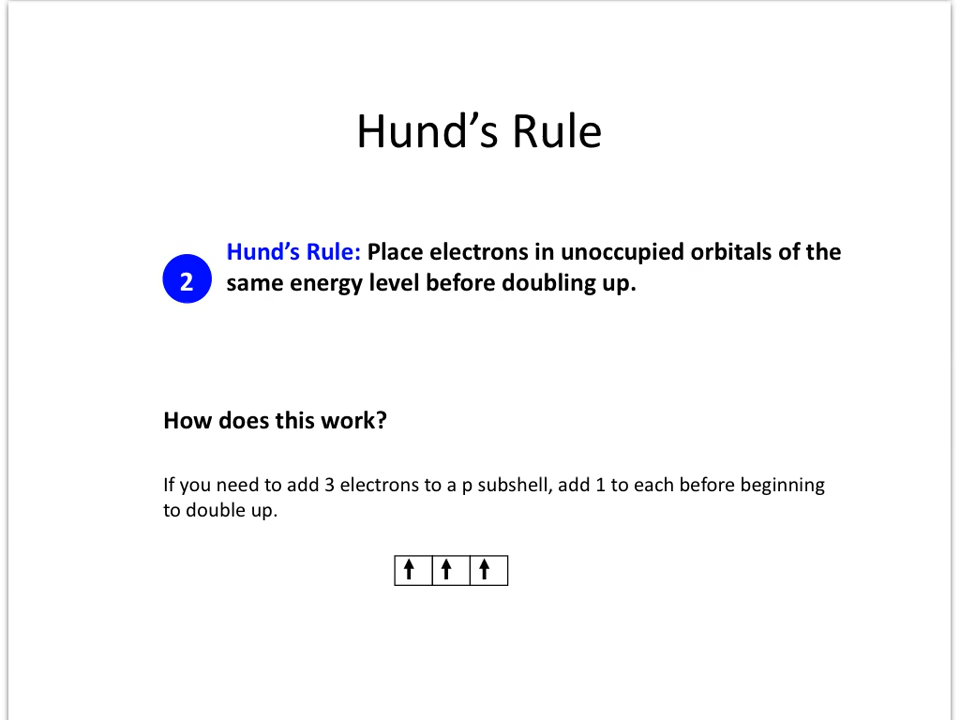 Hund’s Rule
Hund’s Rule: Place electrons in unoccupied orbitals of the
2
same energy level before doubling up.
How does this work?
If you need to add 3 electrons to a p subshell, add 1 to each before beginning
to double up.